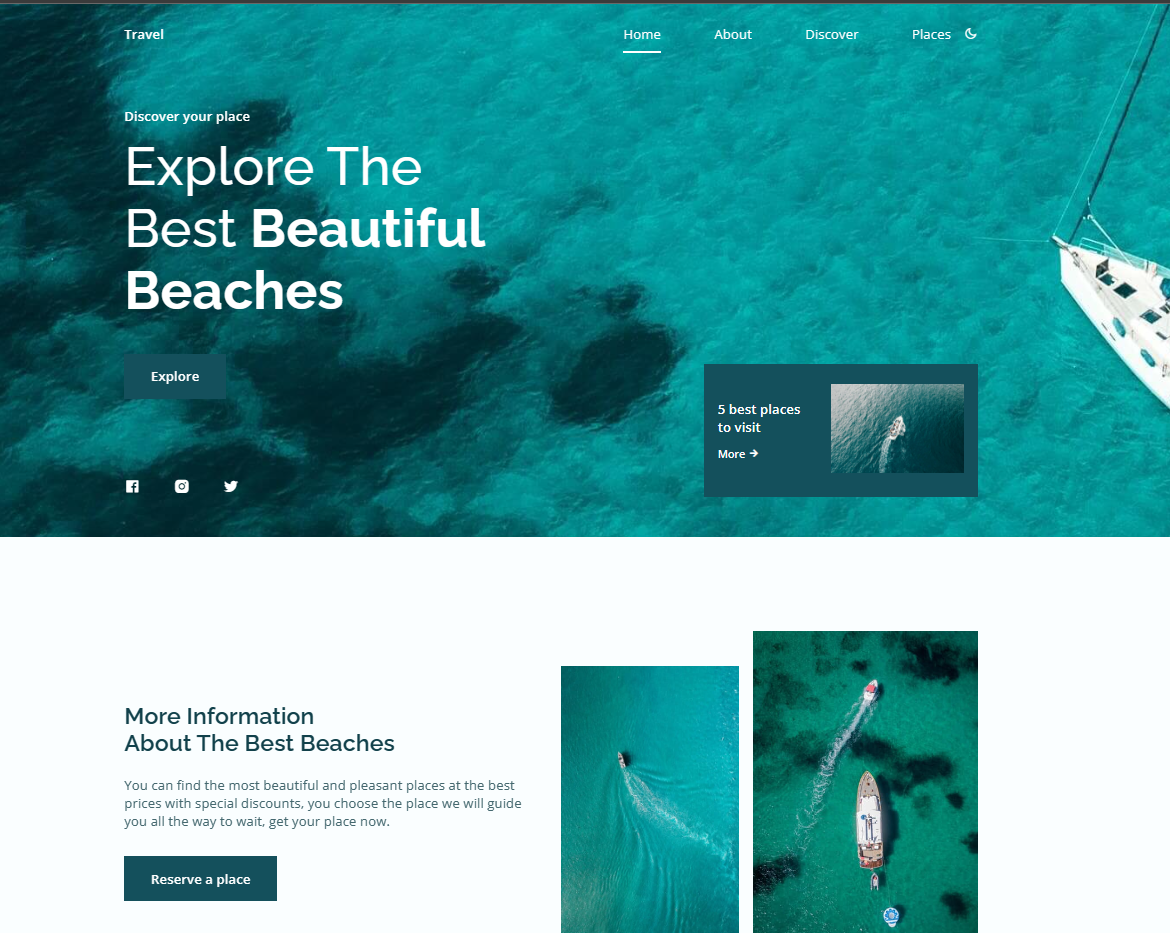 Travel
Home
About
Discover
Places
Discover your place
Explore The
Best Beautiful
Beaches
Explore
5 best places
to visit
More
More Information
About The Best Beaches
You can find the most beautiful and pleasant places at the best
prices with special discounts, you choose the place we will guide
you all the way to wait, get your place now.
Reserve a place